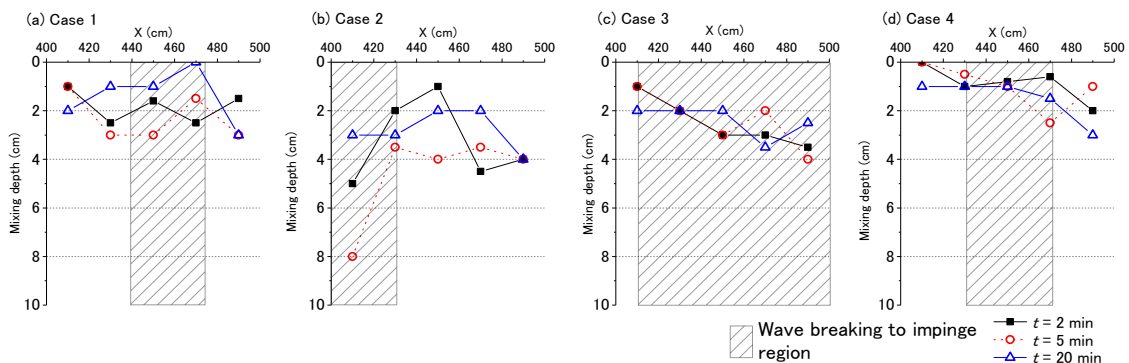 (a) Case 1
X (cm)
400 420 440 460 480 500
0
2
4
6
8
10
Mixing depth (cm)
(b) Case 2
X (cm)
400 420 440 460 480 500
0
2
4
6
8
10
Mixing depth (cm)
(c) Case 3
X (cm)
400 420 440 460 480 500
0
2
4
6
8
10
Mixing depth (cm)
(d) Case 4
X (cm)
400 420 440 460 480 500
0
2
4
6
8
10
Mixing depth (cm)
Wave breaking to impinge
region
t = 2 min
t = 5 min
t = 20 min